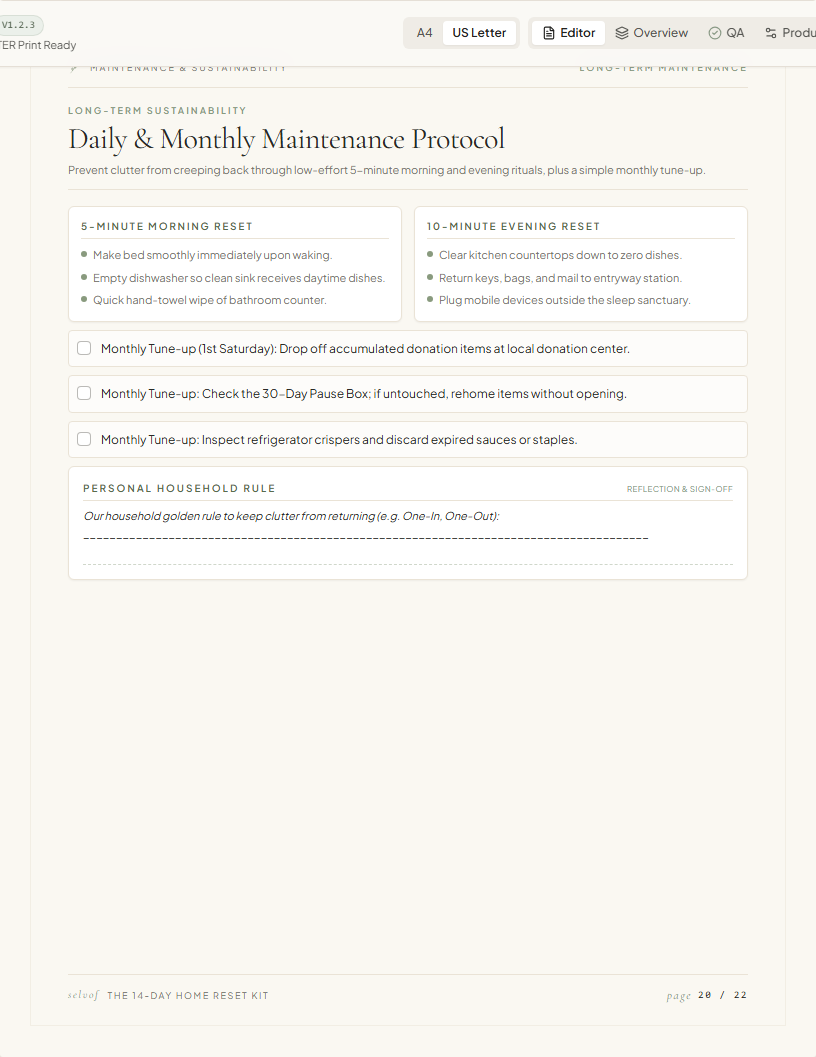 V1.2.3
TER Print Ready
A4 US Letter Editor Overview QA Produ
MAINTENANCE & SUSTAINABILITY LONG-TERM MAINTENANCE
LONG-TERM SUSTAINABILITY
Daily & Monthly Maintenance Protocol
Prevent clutter from creeping back through low-effort 5-minute morning and evening rituals, plus a simple monthly tune-up.
5-MINUTE MORNING RESET
Make bed smoothly immediately upon waking.
Empty dishwasher so clean sink receives daytime dishes.
Quick hand-towel wipe of bathroom counter.
10-MINUTE EVENING RESET
Clear kitchen countertops down to zero dishes.
Return keys, bags, and mail to entryway station.
Plug mobile devices outside the sleep sanctuary.
Monthly Tune-up (1st Saturday): Drop off accumulated donation items at local donation center.
Monthly Tune-up: Check the 30-Day Pause Box; if untouched, rehome items without opening.
Monthly Tune-up: Inspect refrigerator crispers and discard expired sauces or staples.
PERSONAL HOUSEHOLD RULE REFLECTION & SIGN-OFF
Our household golden rule to keep clutter from returning (e.g. One-In, One-Out):
selvof THE 14-DAY HOME RESET KIT page 20 / 22